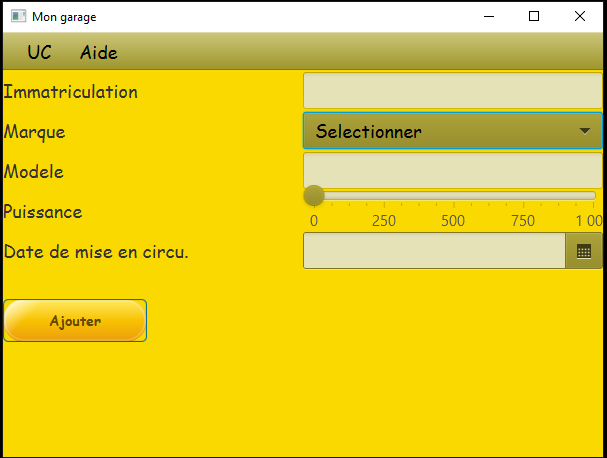 Mon garage
UC Aide
Immatriculation
Marque Selectionner
Modele
Puissance
0 250 500 750 1 00
Date de mise en circu.
Ajouter